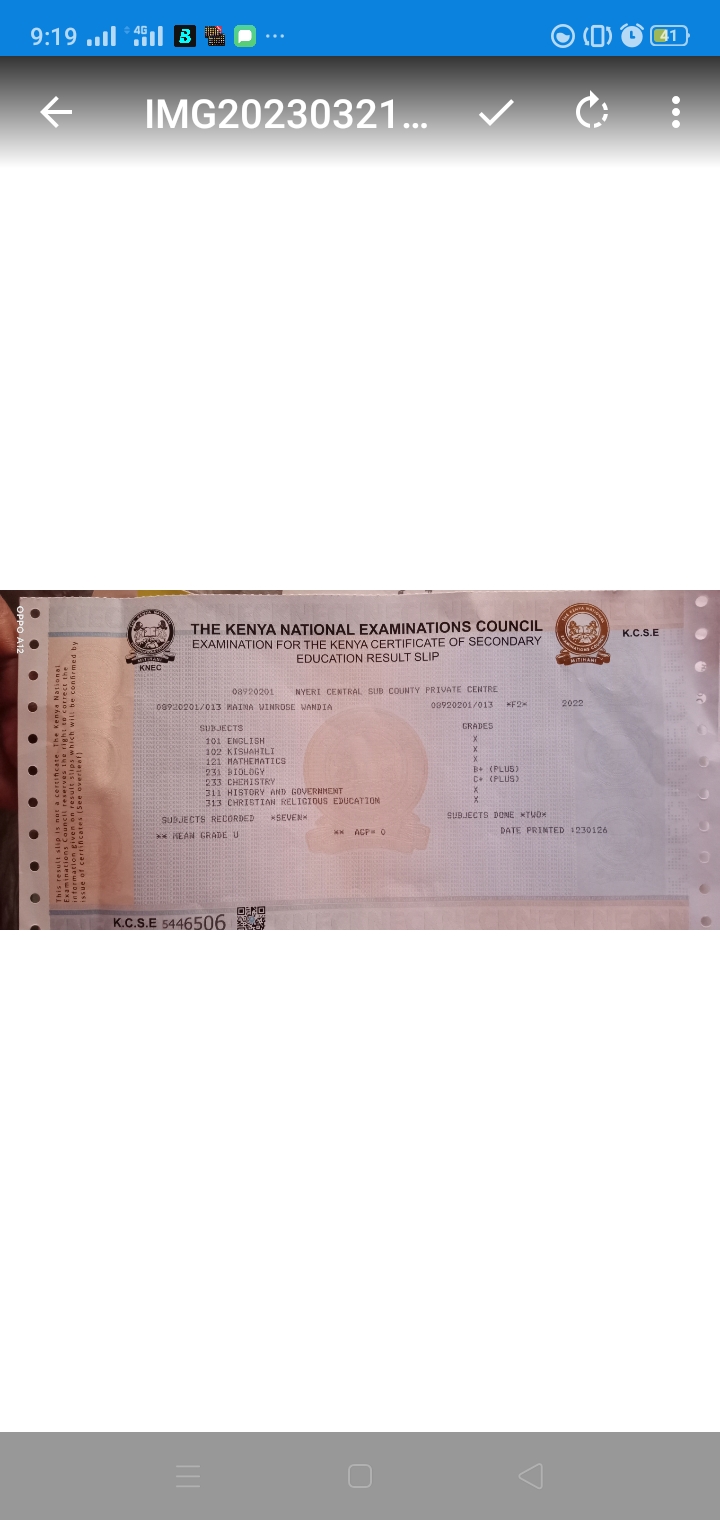 9:19 4G B ... 41
IMG20230321...
OPPO A12
THE KENYA NATIONAL EXAMINATIONS COUNCIL
EXAMINATION FOR THE KENYA CERTIFICATE OF SECONDARY
EDUCATION RESULT SLIP
K.C.S.E
MITIHANI
KNEC
MITIHANI
08920201 NYERI CENTRAL SUB COUNTY PRIVATE CENTRE
08920201/013 MAINA WINROSE WANDIA 08920201/013 *F2* 2022
SUBJECTS GRADES
101 ENGLISH X
102 KISWAHILI X
121 MATHEMATICS X
231 BIOLOGY B+ (PLUS)
233 CHEMISTRY C+ (PLUS)
311 HISTORY AND GOVERNMENT X
313 CHRISTIAN RELIGIOUS EDUCATION X
SUBJECTS RECORDED *SEVEN* SUBJECTS DONE *TWO*
** MEAN GRADE U ** AGP= 0 DATE PRINTED :230126
This result slip is not a certificate. The Kenya National
Examinations Council reserves the right to correct the
information given on result slips which will be confirmed by
issue of certificates (See overleaf)
K.C.S.E 5446506